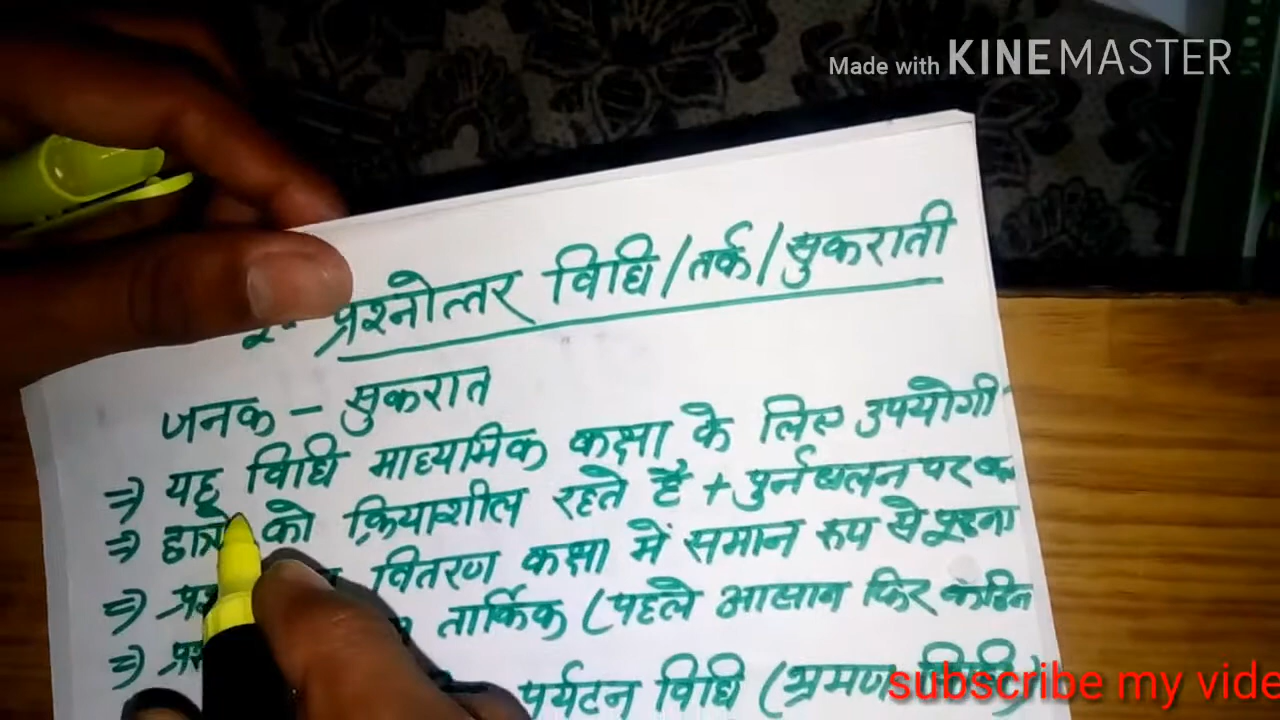 Made with KINEMASTER
2. प्रश्नोत्तर विधि/तर्क/सुकराती
जनक - सुकरात
⇒ यह विधि माध्यमिक कक्षा के लिए उपयोगी
⇒ छात्र को क्रियाशील रहते है + पुर्नबलन पर
⇒ वितरण कक्षा में समान रुप से पूछना
⇒ तार्किक (पहले आसान फिर कठिन
पर्यटन विधि (भ्रमण विधि)
subscribe my vide